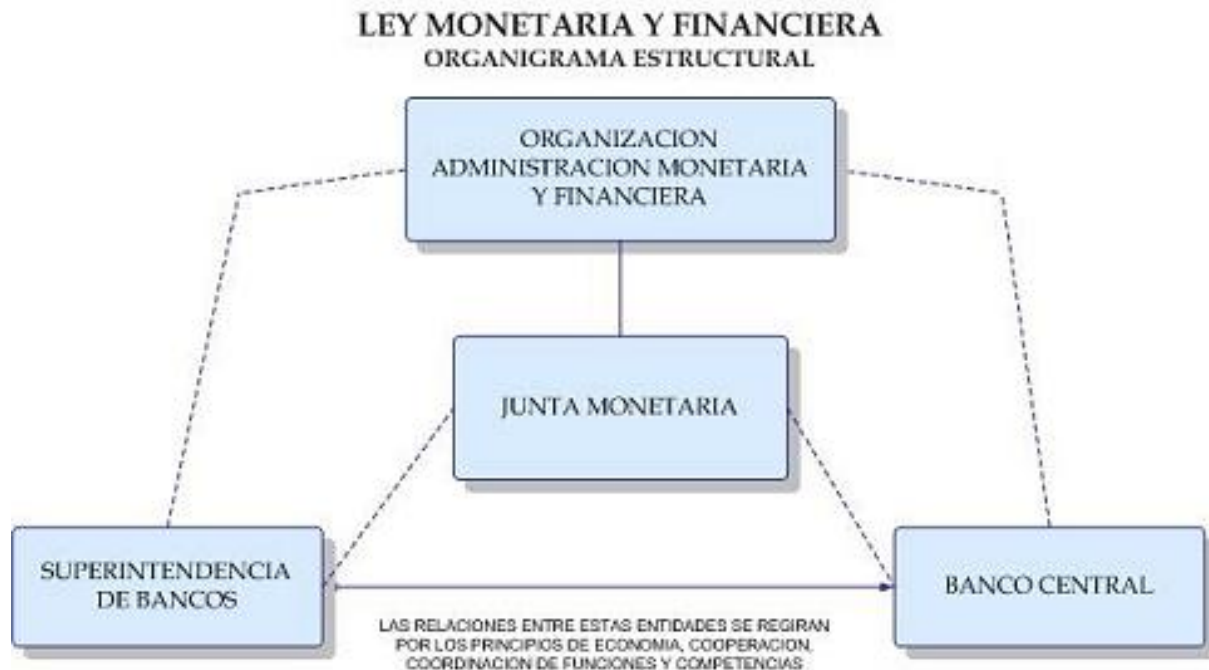 LEY MONETARIA Y FINANCIERA
ORGANIGRAMA ESTRUCTURAL
ORGANIZACION
ADMINISTRACION MONETARIA
Y FINANCIERA
JUNTA MONETARIA
SUPERINTENDENCIA
DE BANCOS
BANCO CENTRAL
LAS RELACIONES ENTRE ESTAS ENTIDADES SE REGIRAN
POR LOS PRINCIPIOS DE ECONOMIA, COOPERACION,
COORDINACION DE FUNCIONES Y COMPETENCIAS